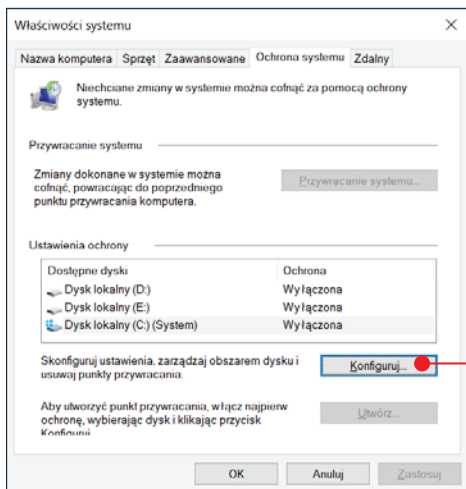 Właściwości systemu
Nazwa komputera Sprzęt Zaawansowane Ochrona systemu Zdalny
Niechciane zmiany w systemie można cofnąć za pomocą ochrony
systemu.
Przywracanie systemu
Zmiany dokonane w systemie można
cofnąć, powracając do poprzedniego
punktu przywracania komputera.
Przywracanie systemu...
Ustawienia ochrony
Dostępne dyski Ochrona
Dysk lokalny (D:) Wyłączona
Dysk lokalny (E:) Wyłączona
Dysk lokalny (C:) (System) Wyłączona
Skonfiguruj ustawienia, zarządzaj obszarem dysku i
usuwaj punkty przywracania.
Konfiguruj...
Aby utworzyć punkt przywracania, włącz najpierw
ochronę, wybierając dysk i klikając przycisk
Konfiguruj
Utwórz...
OK Anuluj Zastosuj